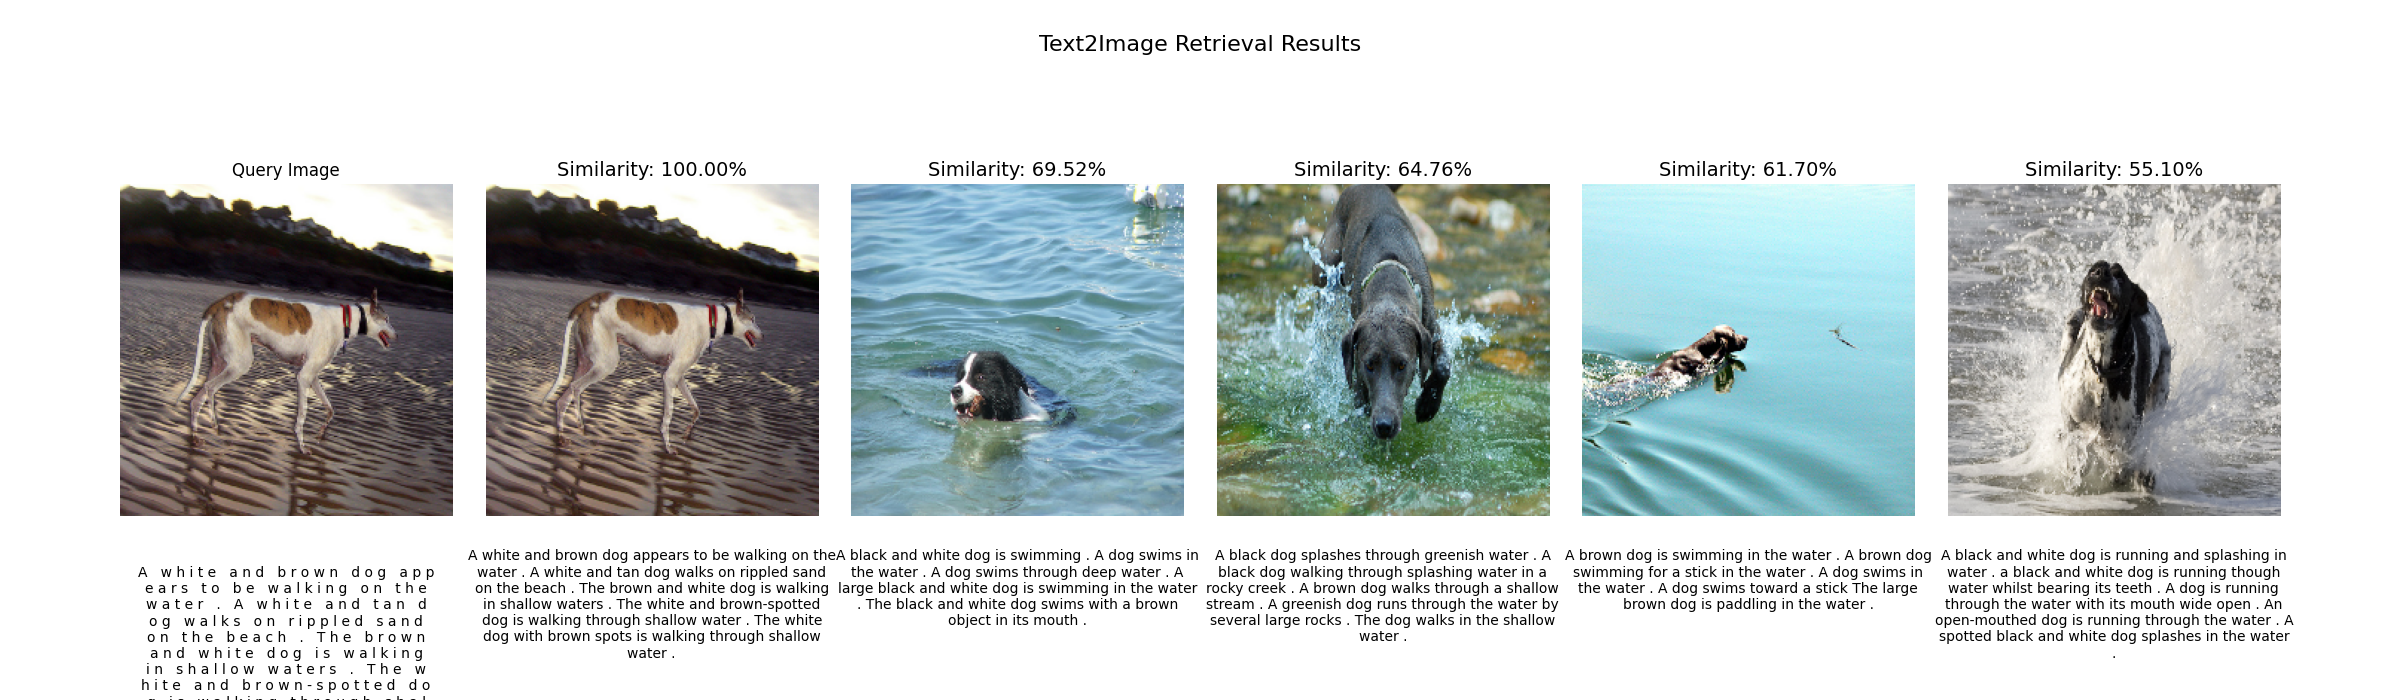 Text2Image Retrieval Results
Query Image
Similarity: 100.00%
Similarity: 69.52%
Similarity: 64.76%
Similarity: 61.70%
Similarity: 55.10%
A white and brown dog app
ears to be walking on the
water . A white and tan d
og walks on rippled sand
on the beach . The brown
and white dog is walking
in shallow waters . The w
hite and brown-spotted do
A white and brown dog appears to be walking on the
water . A white and tan dog walks on rippled sand
on the beach . The brown and white dog is walking
in shallow waters . The white and brown-spotted
dog is walking through shallow water . The white
dog with brown spots is walking through shallow
water .
A black and white dog is swimming . A dog swims in
the water . A dog swims through deep water . A
large black and white dog is swimming in the water
. The black and white dog swims with a brown
object in its mouth .
A black dog splashes through greenish water . A
black dog walking through splashing water in a
rocky creek . A brown dog walks through a shallow
stream . A greenish dog runs through the water by
several large rocks . The dog walks in the shallow
water .
A brown dog is swimming in the water . A brown dog
swimming for a stick in the water . A dog swims in
the water . A dog swims toward a stick The large
brown dog is paddling in the water .
A black and white dog is running and splashing in
water . a black and white dog is running though
water whilst bearing its teeth . A dog is running
through the water with its mouth wide open . An
open-mouthed dog is running through the water . A
spotted black and white dog splashes in the water
.